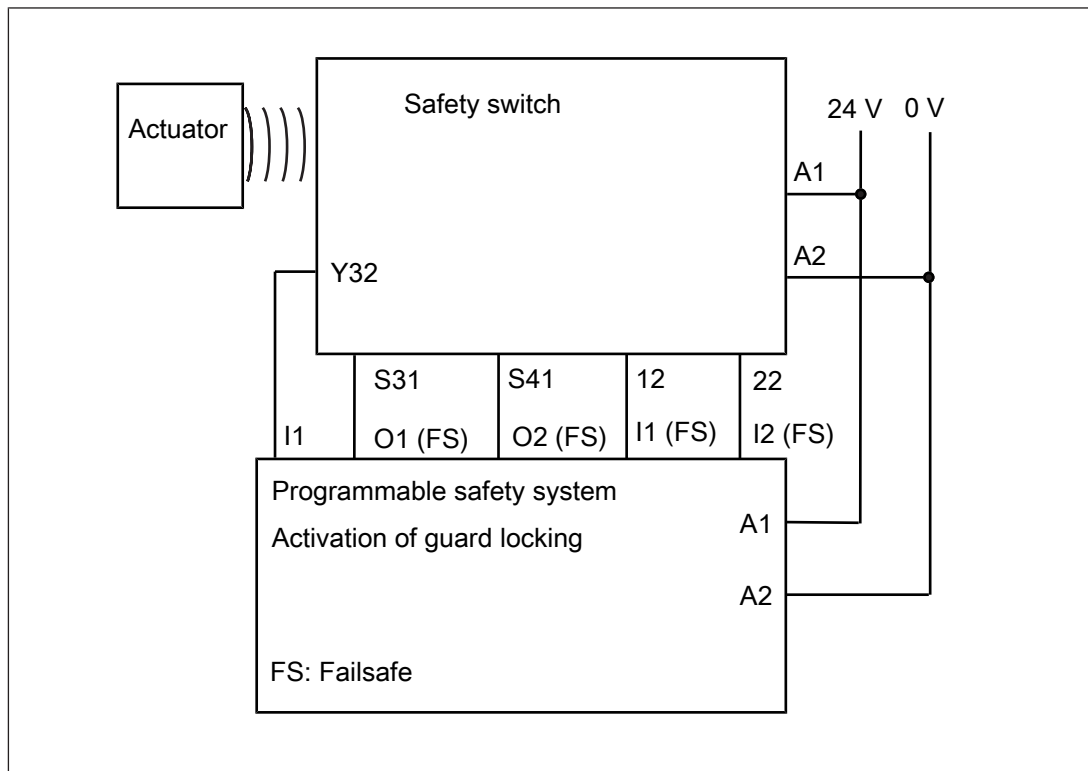 Actuator
Safety switch
24 V
0 V
A1
A2
Y32
S31
S41
12
22
I1
O1 (FS)
O2 (FS)
I1 (FS)
I2 (FS)
Programmable safety system
Activation of guard locking
A1
A2
FS: Failsafe